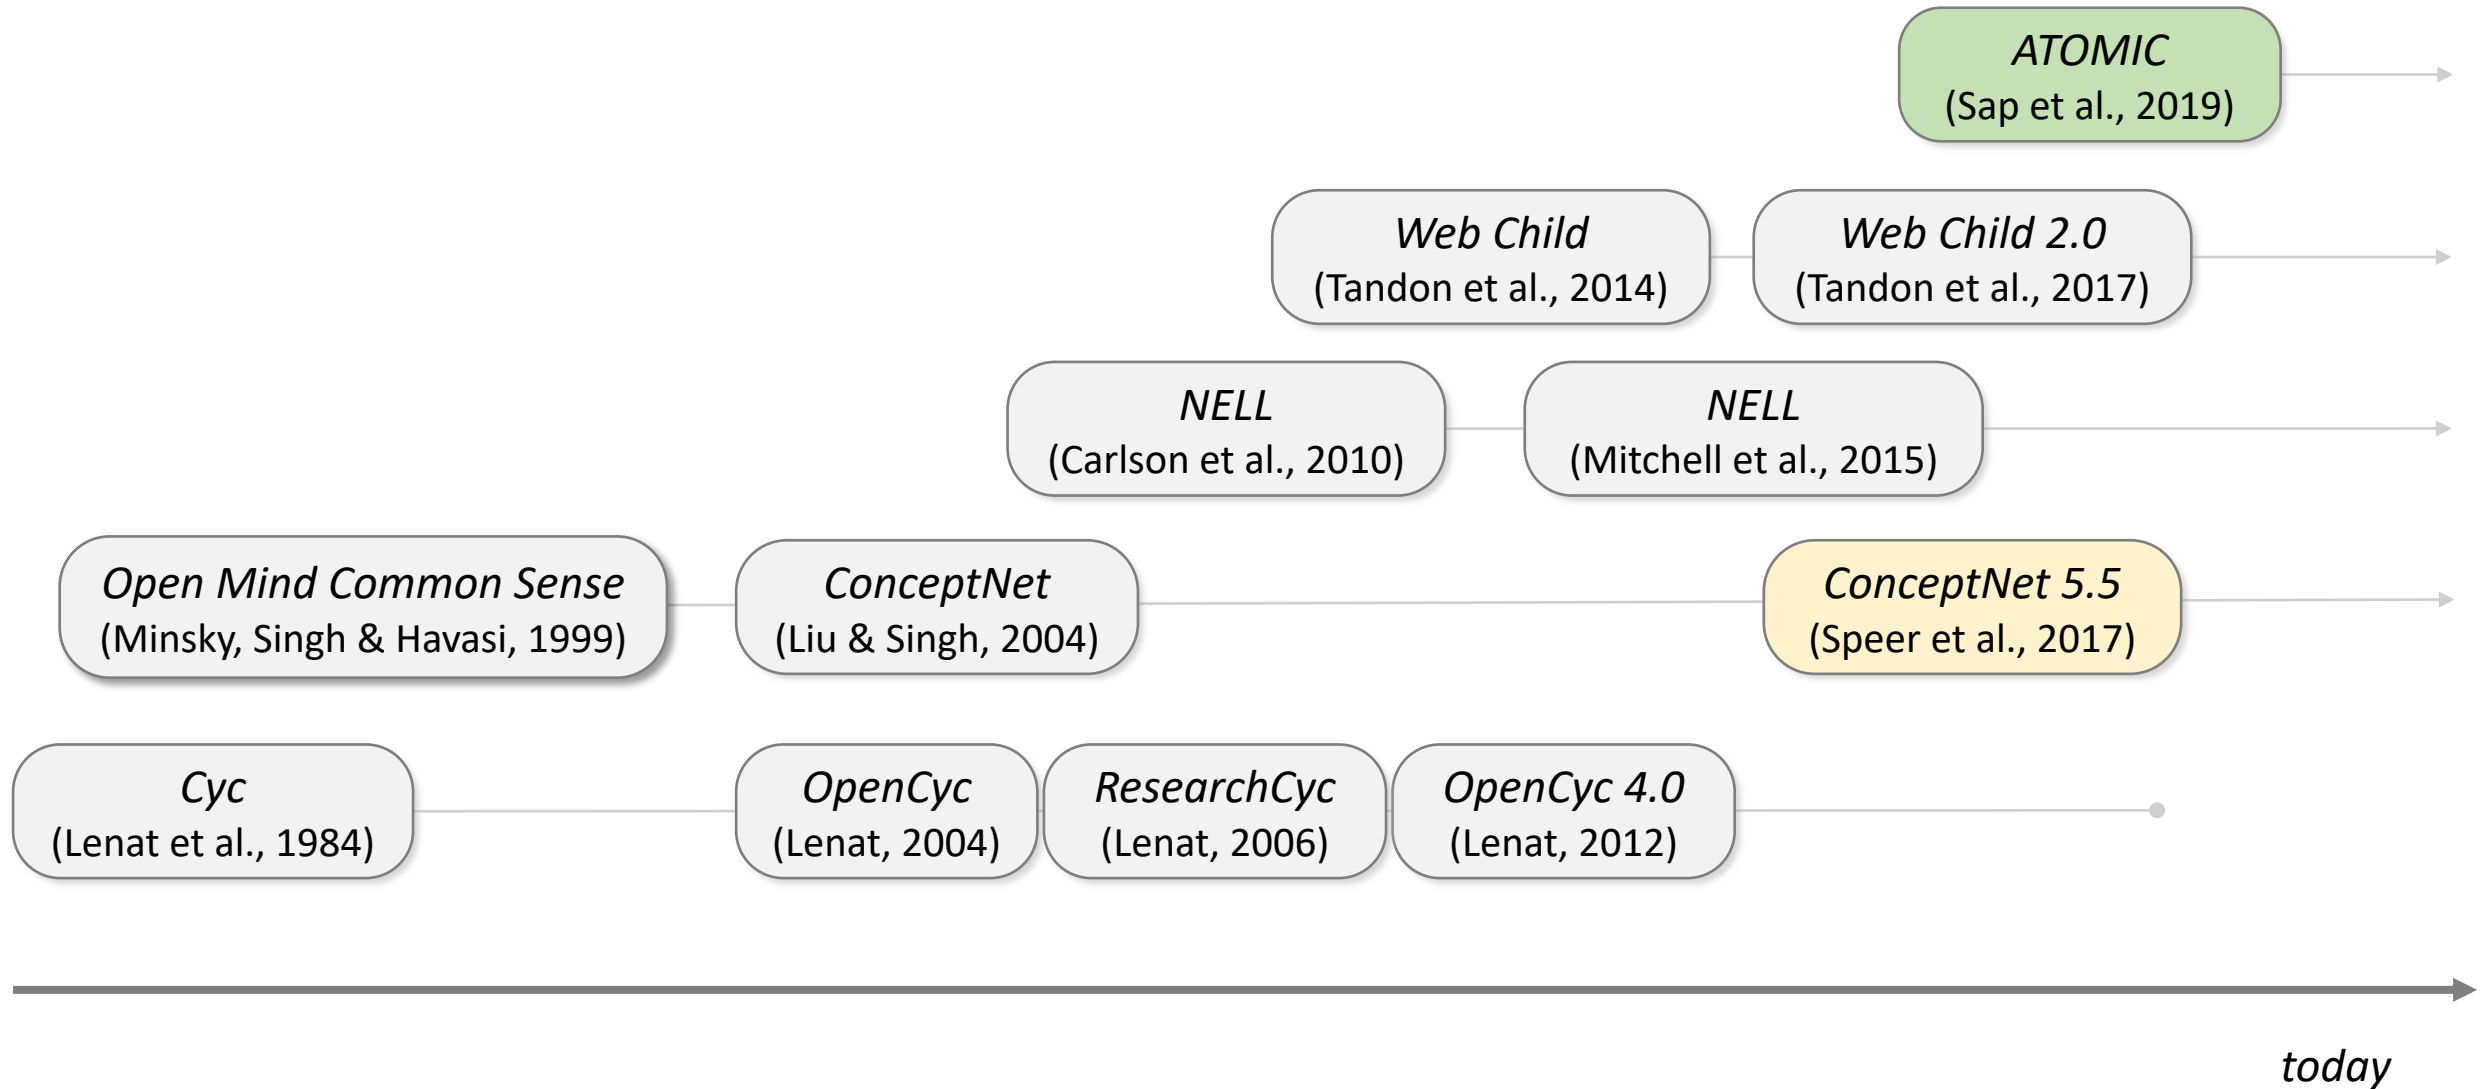 ATOMIC
(Sap et al., 2019)
Web Child
(Tandon et al., 2014)
Web Child 2.0
(Tandon et al., 2017)
NELL
(Carlson et al., 2010)
NELL
(Mitchell et al., 2015)
Open Mind Common Sense
(Minsky, Singh & Havasi, 1999)
ConceptNet
(Liu & Singh, 2004)
ConceptNet 5.5
(Speer et al., 2017)
Cyc
(Lenat et al., 1984)
OpenCyc
(Lenat, 2004)
ResearchCyc
(Lenat, 2006)
OpenCyc 4.0
(Lenat, 2012)
today